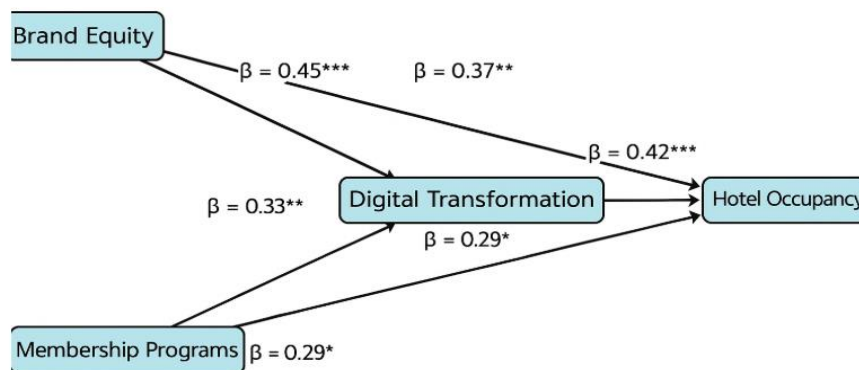 Brand Equity
β = 0.45***
β = 0.37**
β = 0.42***
Digital Transformation
Hotel Occupancy
β = 0.33**
β = 0.29*
Membership Programs
β = 0.29*